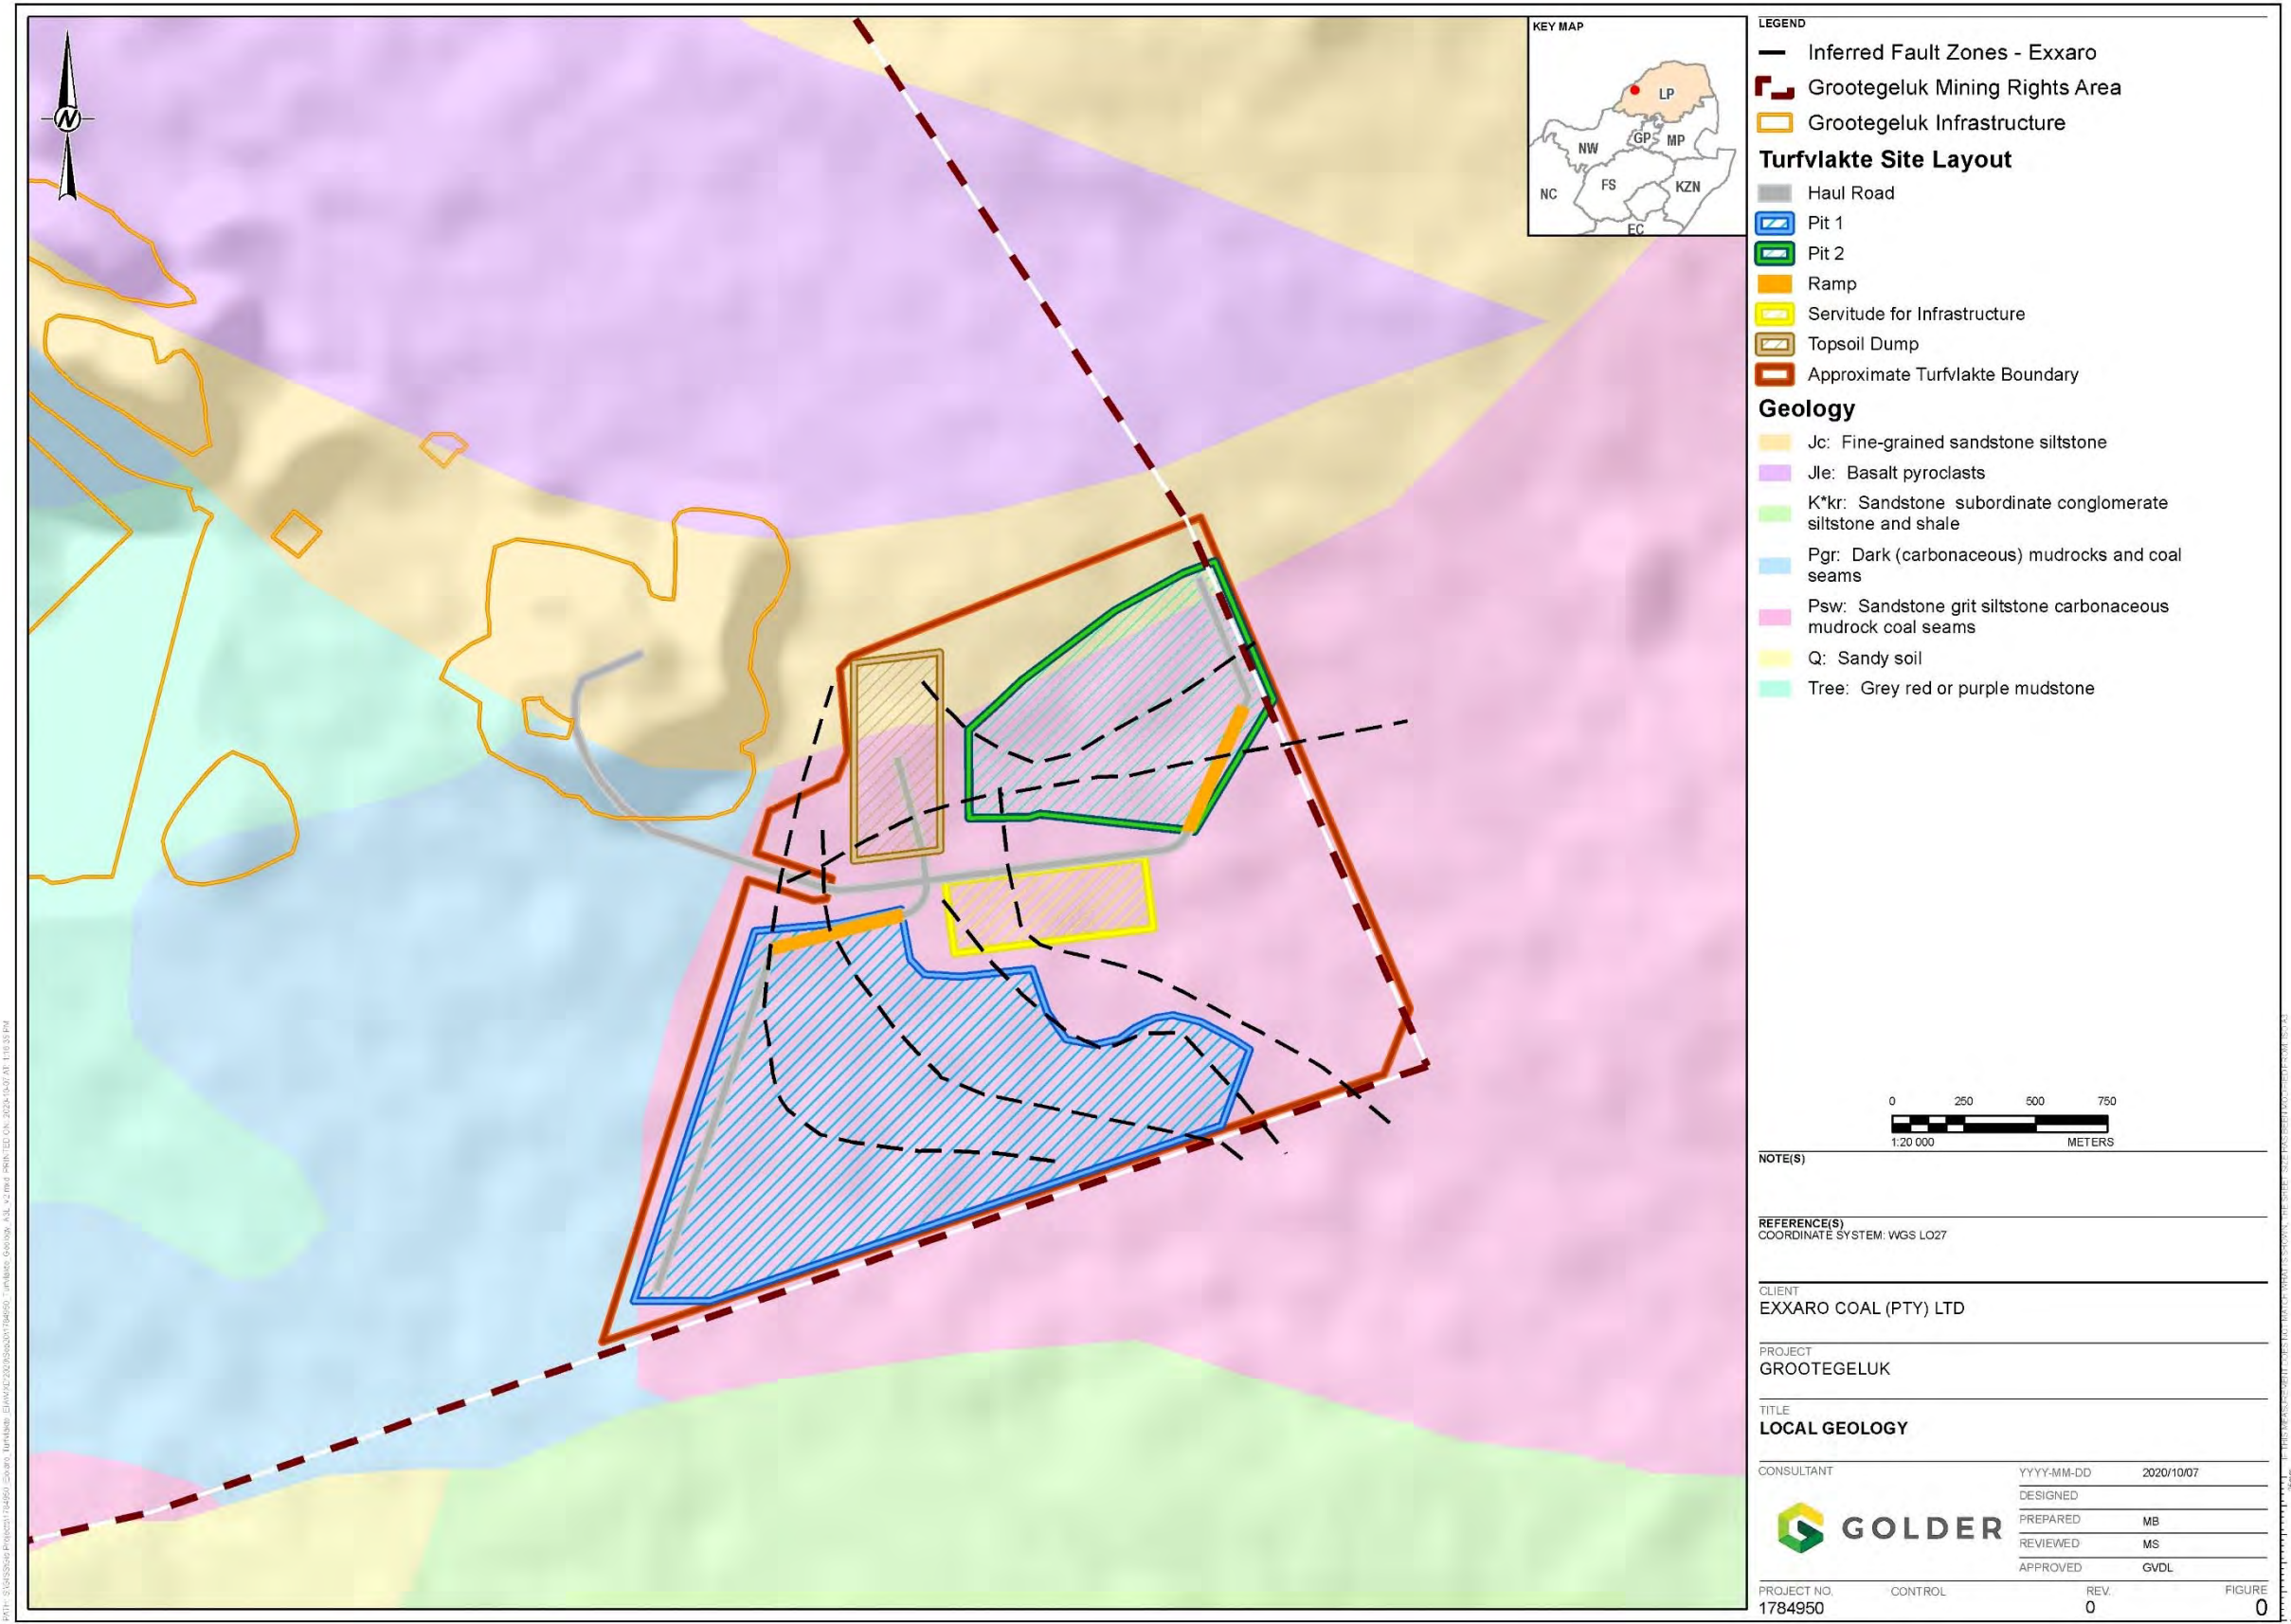 N
KEY MAP
LP
GP
MP
NW
FS
KZN
NC
EC
LEGEND
Inferred Fault Zones - Exxaro
Grootegeluk Mining Rights Area
Grootegeluk Infrastructure
Turfvlakte Site Layout
Haul Road
Pit 1
Pit 2
Ramp
Servitude for Infrastructure
Topsoil Dump
Approximate Turfvlakte Boundary
Geology
Jc: Fine-grained sandstone siltstone
Jle: Basalt pyroclasts
K*kr: Sandstone subordinate conglomerate
siltstone and shale
Pgr: Dark (carbonaceous) mudrocks and coal
seams
Psw: Sandstone grit siltstone carbonaceous
mudrock coal seams
Q: Sandy soil
Tree: Grey red or purple mudstone
0 250 500 750
1:20 000 METERS
NOTE(S)
REFERENCE(S)
COORDINATE SYSTEM: WGS LO27
CLIENT
EXXARO COAL (PTY) LTD
PROJECT
GROOTEGELUK
TITLE
LOCAL GEOLOGY
CONSULTANT
GOLDER
YYYY-MM-DD 2020/10/07
DESIGNED
PREPARED MB
REVIEWED MS
APPROVED GVDL
PROJECT NO. CONTROL REV. FIGURE
1784950 0 0